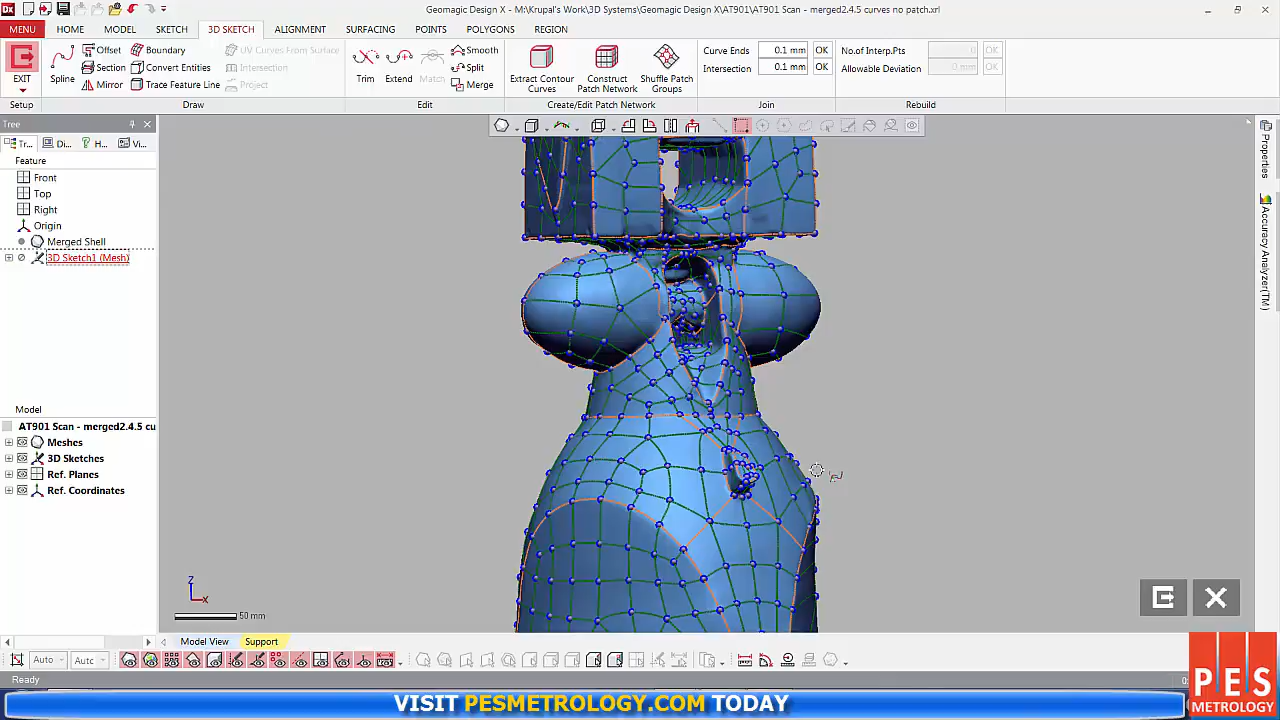 Geomagic Design X - M:\Krupal's Work\3D Systems\Geomagic Design X\AT901\AT901 Scan - merged2.4.5 curves no patch.xrl
MENU HOME MODEL SKETCH 3D SKETCH ALIGNMENT SURFACING POINTS POLYGONS REGION
EXIT
Setup
Spline
Offset
Section
Mirror
Boundary
Convert Entities
Trace Feature Line
UV Curves From Surface
Intersection
Project
Draw
Trim
Extend
Match
Smooth
Split
Merge
Edit
Extract Contour Curves
Construct Patch Network
Shuffle Patch Groups
Create/Edit Patch Network
Curve Ends 0.1 mm OK
Intersection 0.1 mm OK
Join
No.of Interp.Pts OK
Allowable Deviation OK
Rebuild
Tree
Tr... Di... H... Vi...
Feature
Front
Top
Right
Origin
Merged Shell
3D Sketch1 (Mesh)
Model
AT901 Scan - merged2.4.5 cu
Meshes
3D Sketches
Ref. Planes
Ref. Coordinates
Properties
Accuracy Analyzer(TM)
Z
X
50 mm
Model View Support
Auto Auto
Ready
0:
VISIT PESMETROLOGY.COM TODAY
PES
METROLOGY